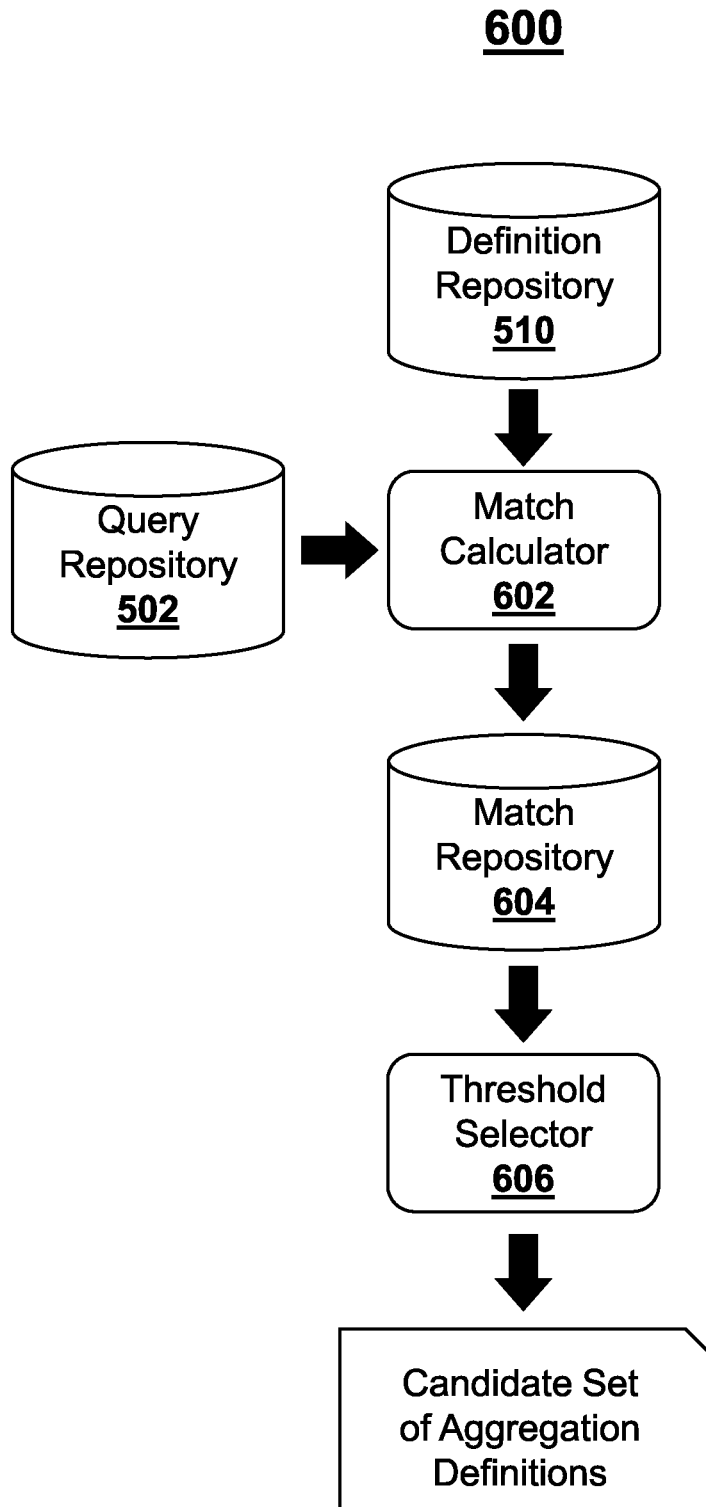 600
Definition
Repository
510
Query
Repository
502
Match
Calculator
602
Match
Repository
604
Threshold
Selector
606
Candidate Set
of Aggregation
Definitions